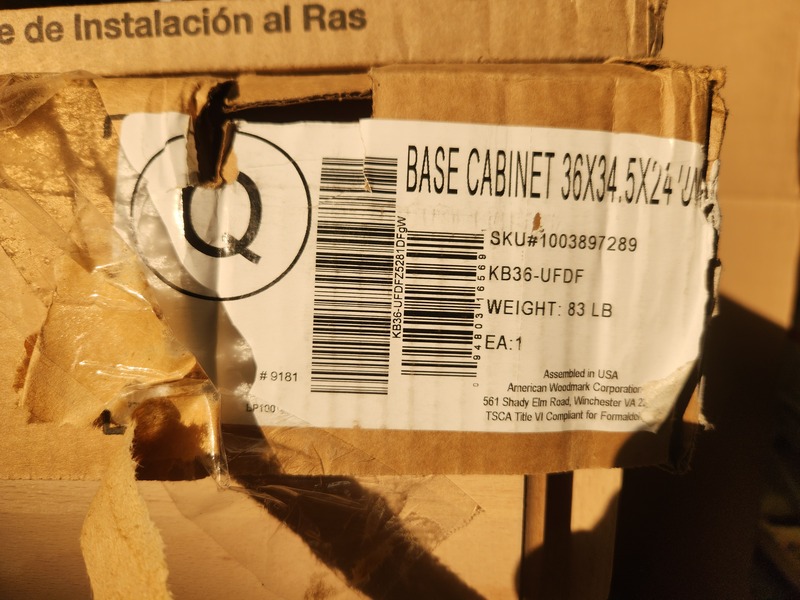 e de Instalación al Ras
Q
BASE CABINET 36X34.5X24
KB36-UFDFZ5281DFgW
SKU#1003897289
KB36-UFDF
WEIGHT: 83 LB
EA:1
# 9181
LP100
Assembled in USA
American Woodmark Corporation
561 Shady Elm Road, Winchester VA
TSCA Title VI Compliant for